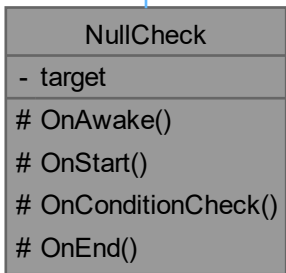 NullCheck
- target
# OnAwake()
# OnStart()
# OnConditionCheck()
# OnEnd()